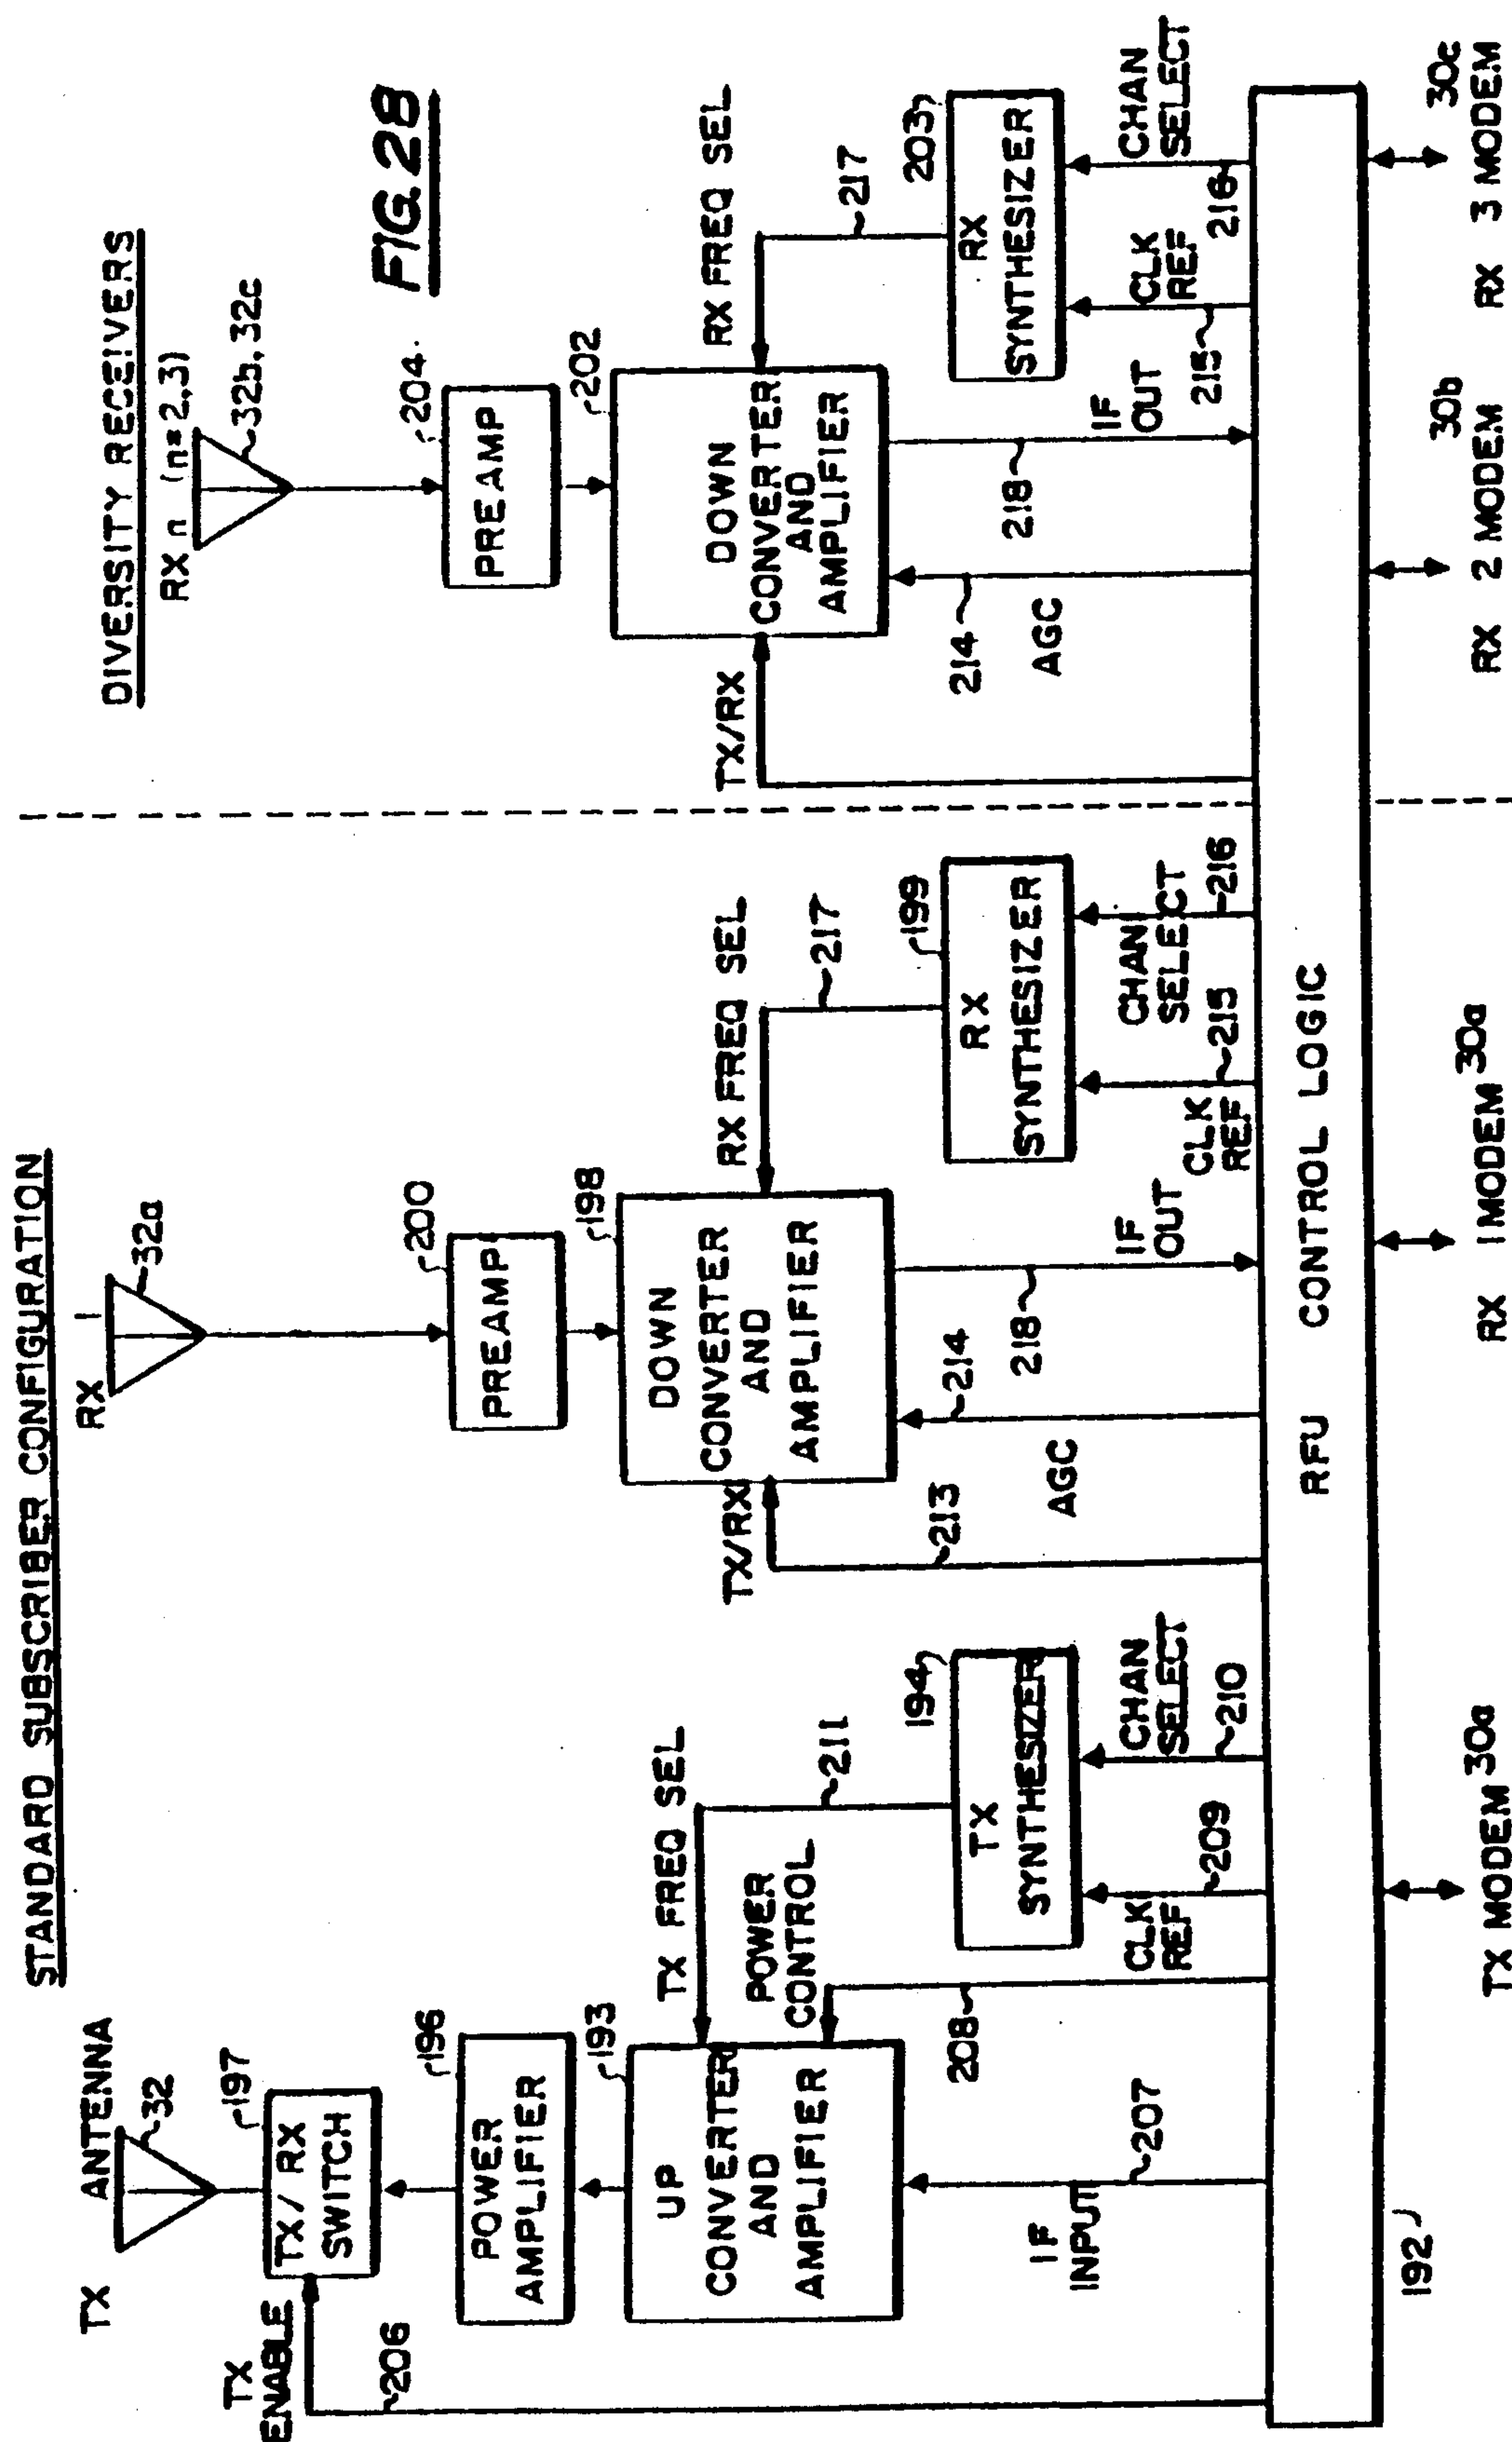 STANDARD SUBSCRIBER CONFIGURATION
DIVERSITY RECEIVERS
FIG. 28
TX ANTENNA
32
TX
ENABLE
206
197
TX / RX
SWITCH
196
POWER
AMPLIFIER
193
UP
CONVERTER
AND
AMPLIFIER
TX FREQ SEL
211
POWER
CONTROL
208
IF
INPUT
207
194
TX
SYNTHESIZER
CLK
REF
209
CHAN
SELECT
210
RX 1
32a
200
PREAMP
198
DOWN
CONVERTER
AND
AMPLIFIER
TX/RX
213
AGC
214
218
IF
OUT
RX FREQ SEL
217
199
RX
SYNTHESIZER
CLK
REF
215
CHAN
SELECT
216
RX n (n=2,3)
32b, 32c
204
PREAMP
202
DOWN
CONVERTER
AND
AMPLIFIER
TX/RX
214
AGC
218
IF
OUT
RX FREQ SEL
217
203
RX
SYNTHESIZER
215
CLK
REF
216
CHAN
SELECT
RFU CONTROL LOGIC
192
TX MODEM 30a
RX 1 MODEM 30a
RX 2 MODEM 30b
RX 3 MODEM 30c